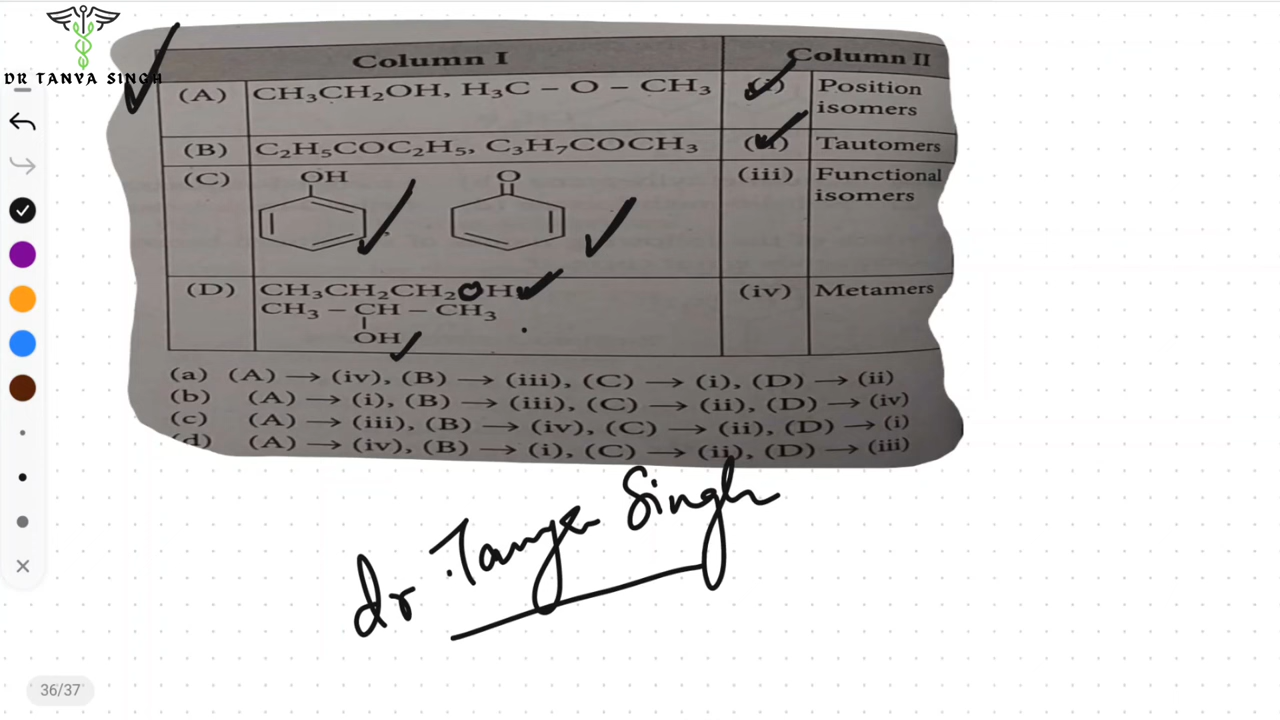 DR TANYA SINGH
Column I Column II
(A) CH₃CH₂OH, H₃C – O – CH₃ (i) Position isomers
(B) C₂H₅COC₂H₅, C₃H₇COCH₃ (ii) Tautomers
(C) OH O (iii) Functional isomers
(D) CH₃CH₂CH₂OH (iv) Metamers
CH₃ – CH – CH₃
OH
(a) (A) → (iv), (B) → (iii), (C) → (i), (D) → (ii)
(b) (A) → (i), (B) → (iii), (C) → (ii), (D) → (iv)
(c) (A) → (iii), (B) → (iv), (C) → (ii), (D) → (i)
(d) (A) → (iv), (B) → (i), (C) → (ii), (D) → (iii)
dr Tanya Singh
36/37